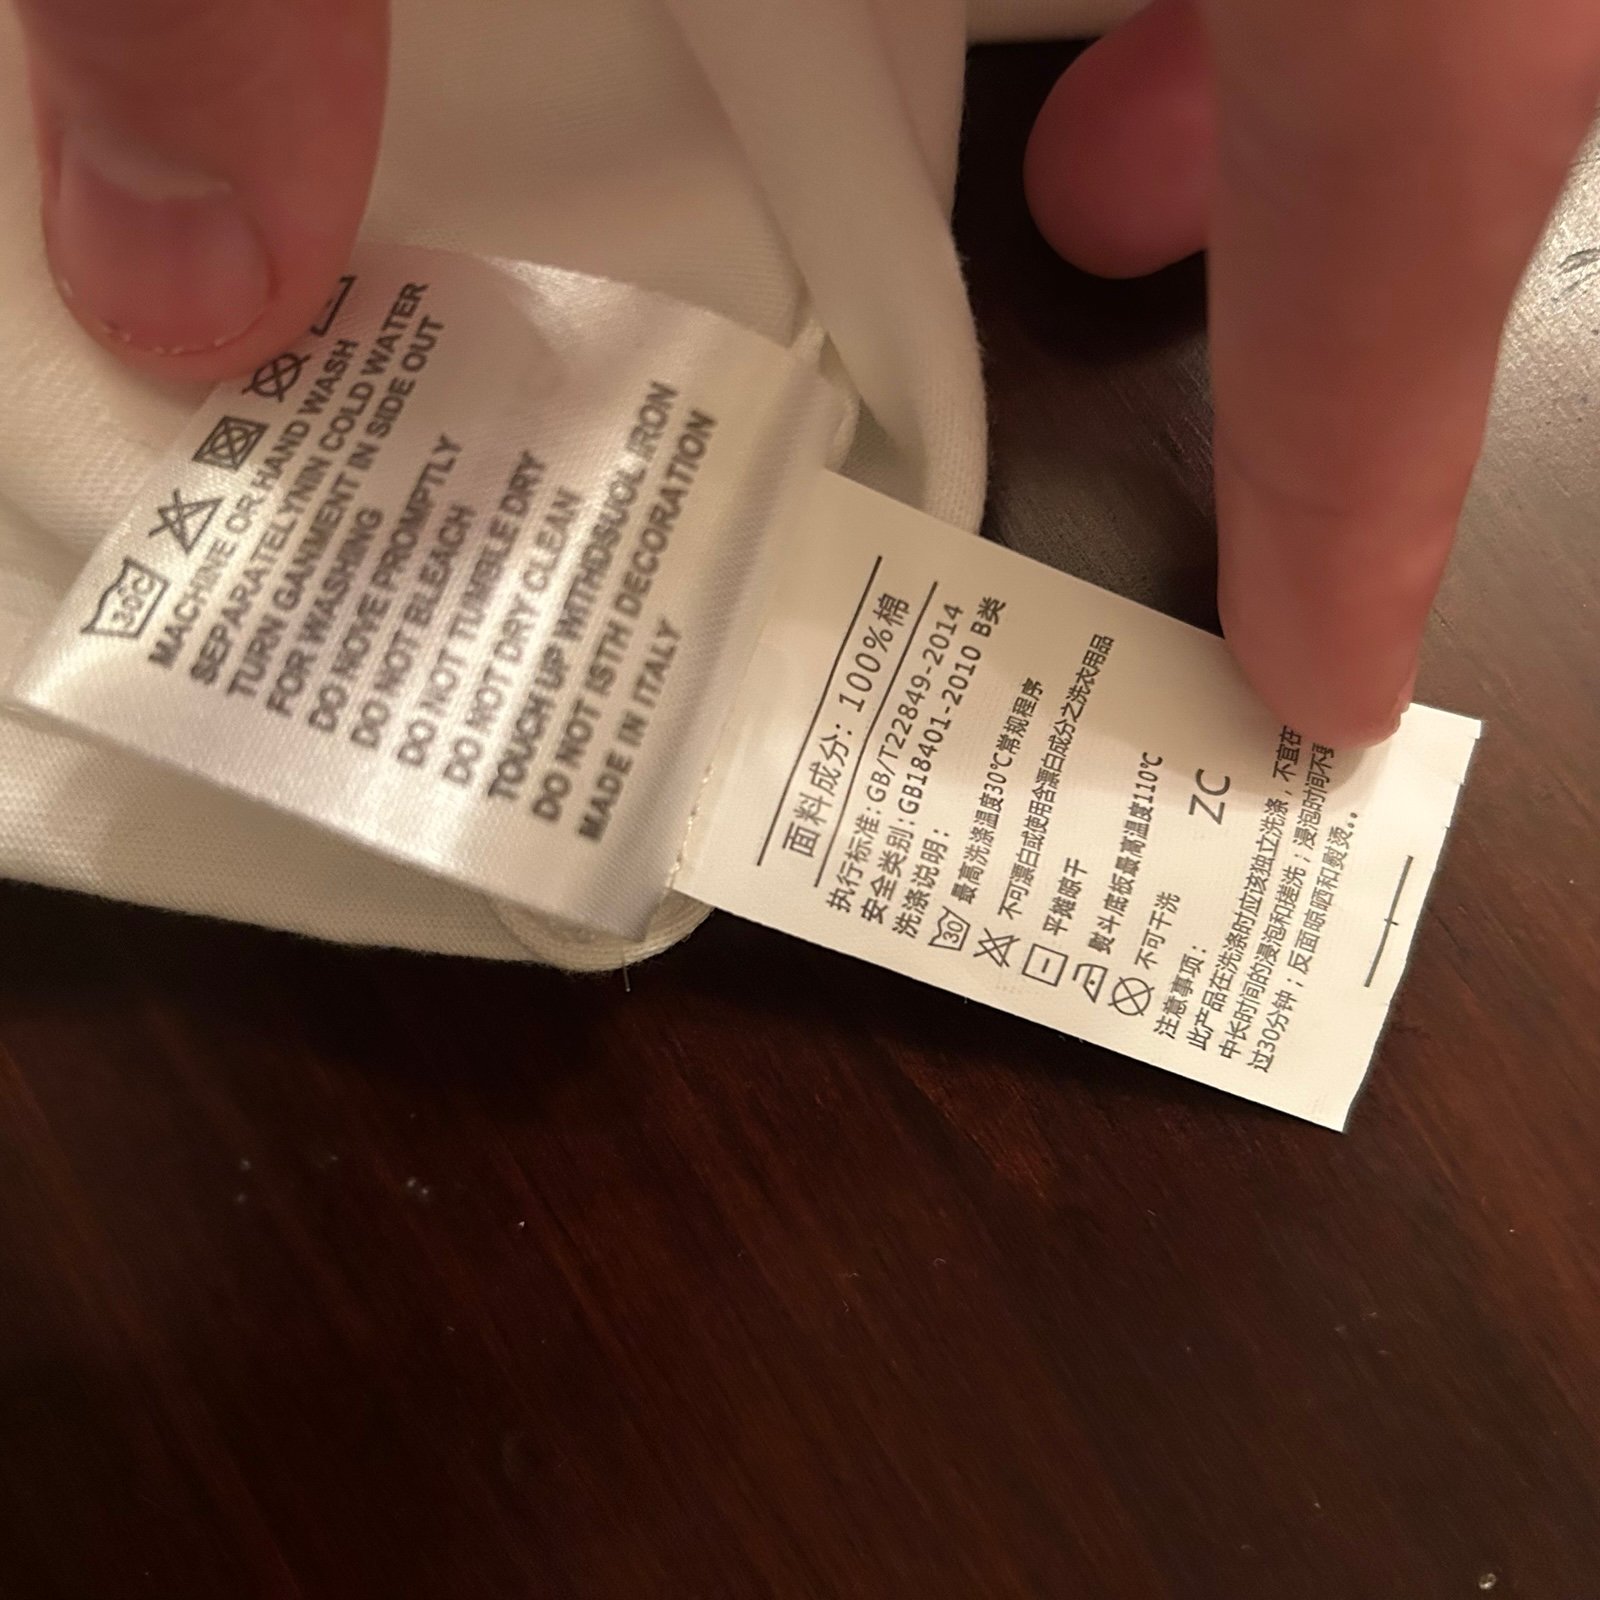 30C
MACHINE OR HAND WASH
SEPARATELYNN COLD WATER
TURN GANMENT IN SIDE OUT
FOR WASHING
DO NOVE PROMPTLY
DO NOT BLEACH
DO NOT TUMBLE DRY
DO NOT DRY CLEAN
TOUCH UP WITHDSUOL IRON
DO NOT ISTH DECORATION
MADE IN ITALY
面料成分: 100%棉
执行标准: GB/T22849-2014
安全类别: GB18401-2010 B类
洗涤说明:
30 最高洗涤温度30℃常规程序
不可漂白或使用含漂白成分之洗衣用品
平摊晾干
熨斗底板最高温度110℃
不可干洗
ZC
注意事项:
此产品在洗涤时应该独立洗涤, 不宜在
中长时间的浸泡和搓洗; 浸泡时间不
过30分钟; 反面晾晒和熨烫..